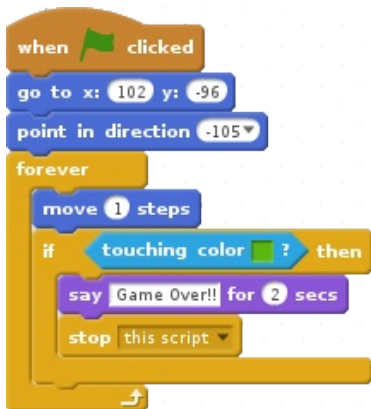 when clicked
go to x: 102 y: -96
point in direction -105
forever
move 1 steps
if touching color ? then
say Game Over!! for 2 secs
stop this script